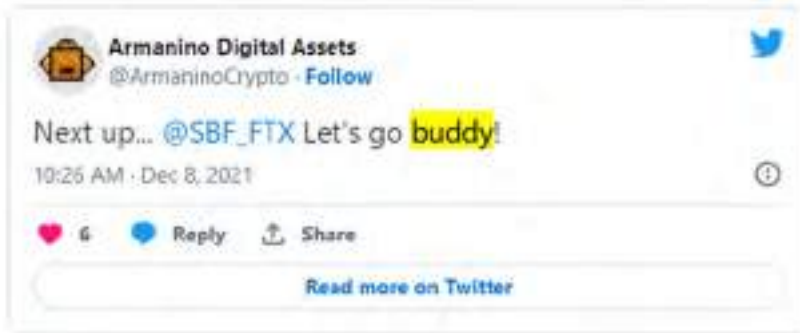 Armanino Digital Assets
@ArmaninoCrypto · Follow
Next up... @SBF_FTX Let's go buddy!
10:26 AM · Dec 8, 2021
6 Reply Share
Read more on Twitter